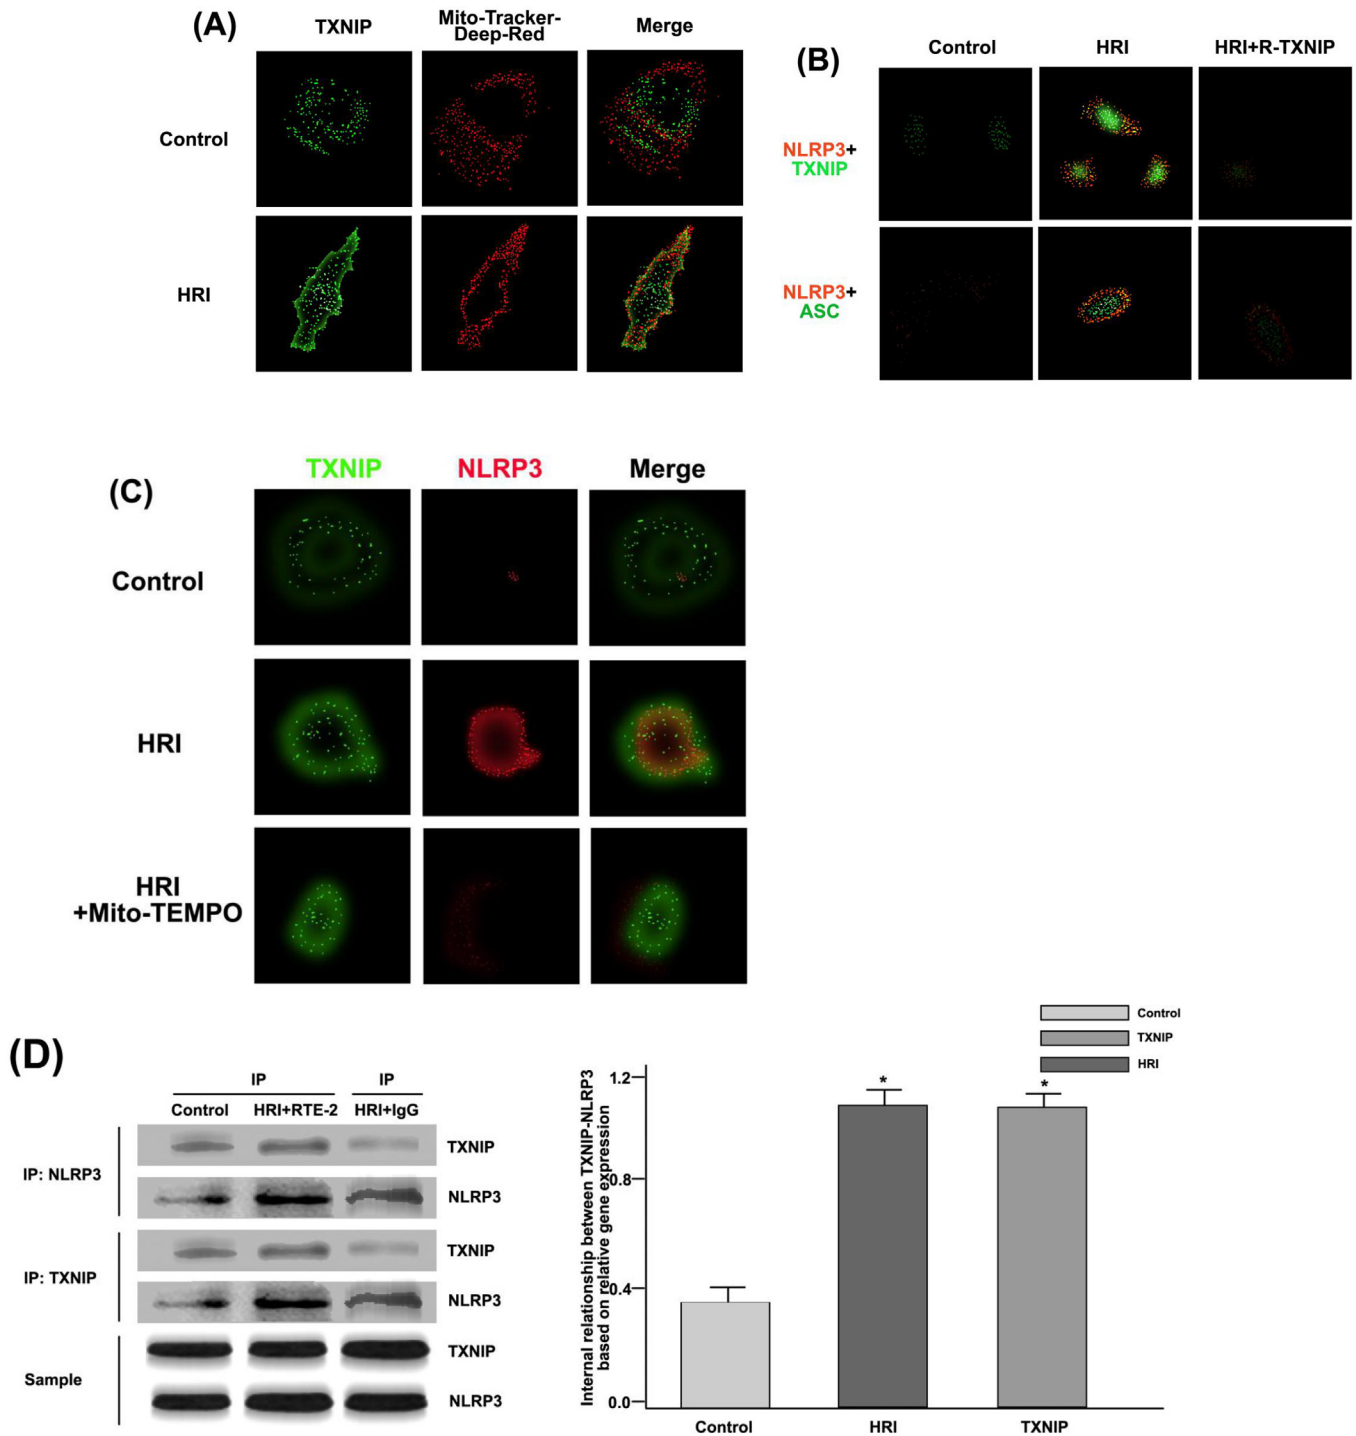 (A)
TXNIP
Mito-Tracker-
Deep-Red
Merge
Control
HRI
(B)
Control
HRI
HRI+R-TXNIP
NLRP3+
TXNIP
NLRP3+
ASC
(C)
TXNIP
NLRP3
Merge
Control
HRI
HRI
+Mito-TEMPO
(D)
IP
IP
Control
HRI+RTE-2
HRI+IgG
IP: NLRP3
TXNIP
NLRP3
IP: TXNIP
TXNIP
NLRP3
Sample
TXNIP
NLRP3
Control
TXNIP
HRI
Internal relationship between TXNIP-NLRP3
based on relative gene expression
1.2
0.8
0.4
0.0
*
*
Control
HRI
TXNIP